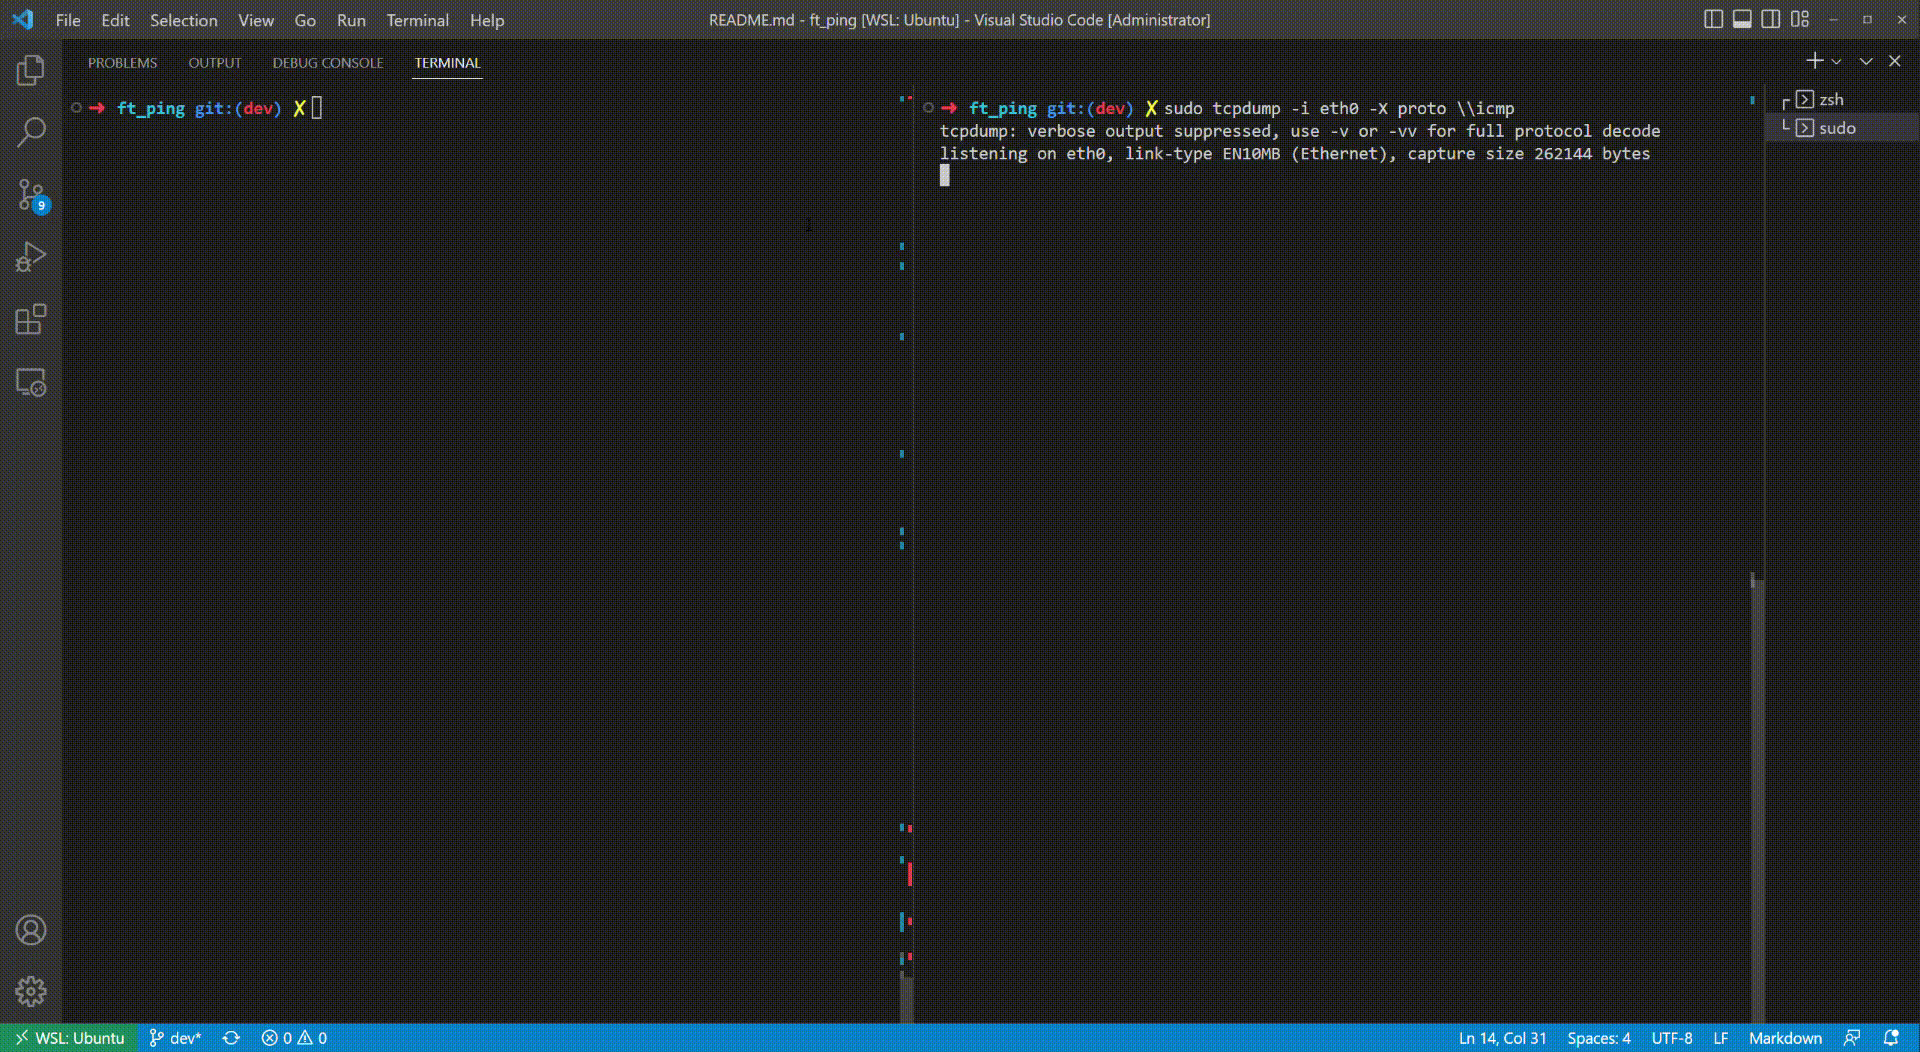 File Edit Selection View Go Run Terminal Help
README.md - ft_ping [WSL: Ubuntu] - Visual Studio Code [Administrator]
PROBLEMS OUTPUT DEBUG CONSOLE TERMINAL
➜ ft_ping git:(dev) ✗
➜ ft_ping git:(dev) ✗ sudo tcpdump -i eth0 -X proto \\icmp
tcpdump: verbose output suppressed, use -v or -vv for full protocol decode
listening on eth0, link-type EN10MB (Ethernet), capture size 262144 bytes
zsh
sudo
9
WSL: Ubuntu dev* 0 0 Ln 14, Col 31 Spaces: 4 UTF-8 LF Markdown